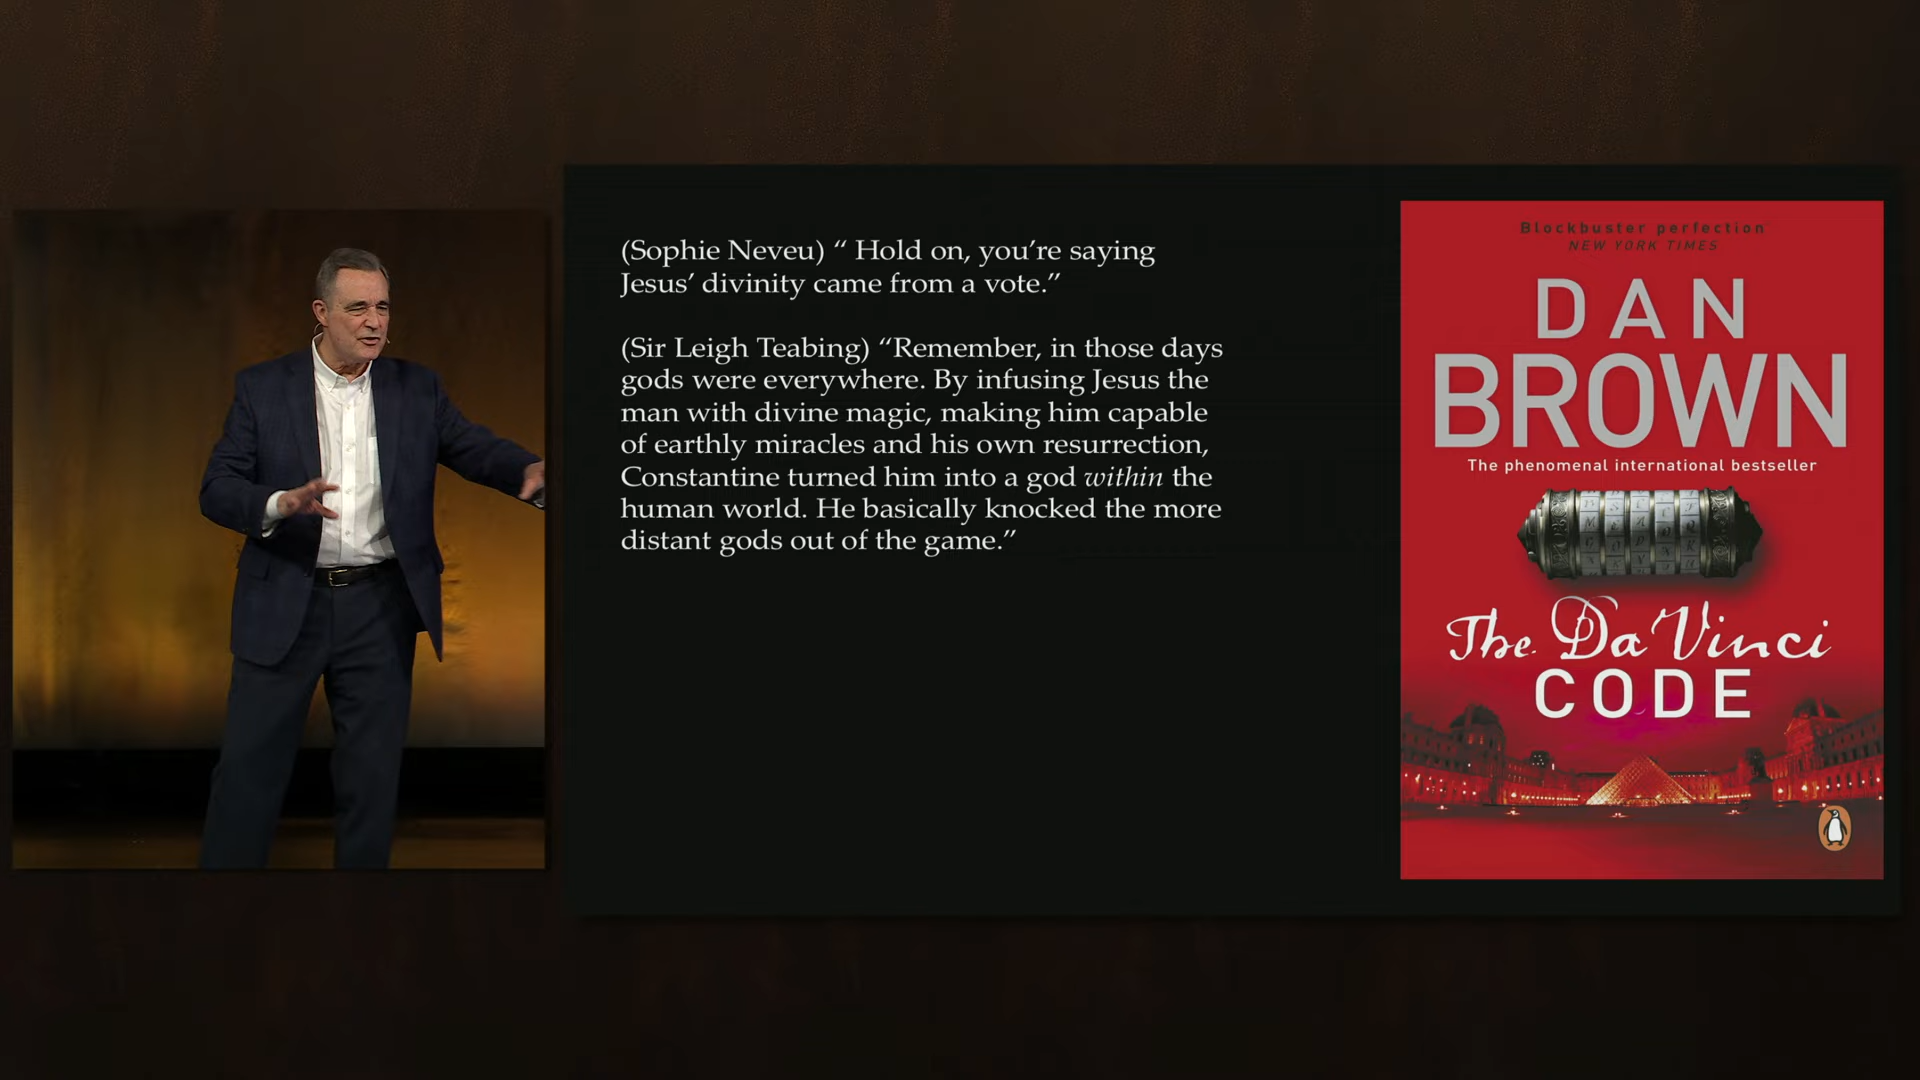 (Sophie Neveu) “ Hold on, you’re saying
Jesus’ divinity came from a vote.”
(Sir Leigh Teabing) “Remember, in those days
gods were everywhere. By infusing Jesus the
man with divine magic, making him capable
of earthly miracles and his own resurrection,
Constantine turned him into a god within the
human world. He basically knocked the more
distant gods out of the game.”
Blockbuster perfection
NEW YORK TIMES
DAN
BROWN
The phenomenal international bestseller
The Da Vinci
CODE